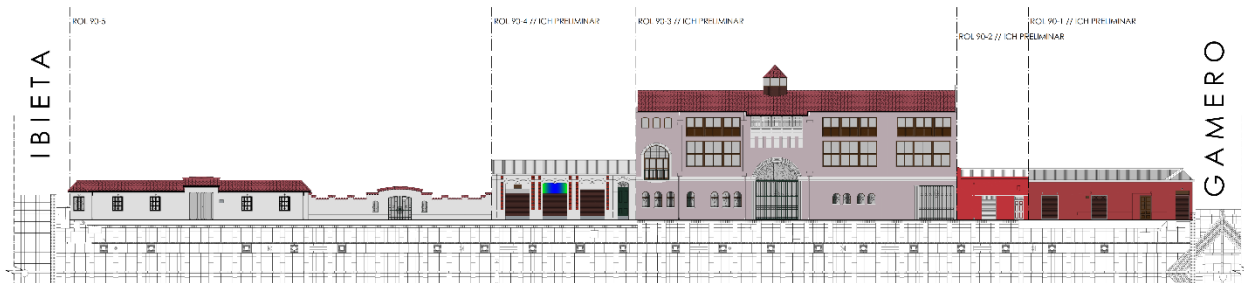 IBIETA
ROL 90-5
ROL 90-4 // ICH PRELIMINAR
ROL 90-3 // ICH PRELIMINAR
ROL 90-2 // ICH PRELIMINAR
ROL 90-1 // ICH PRELIMINAR
GAMERO